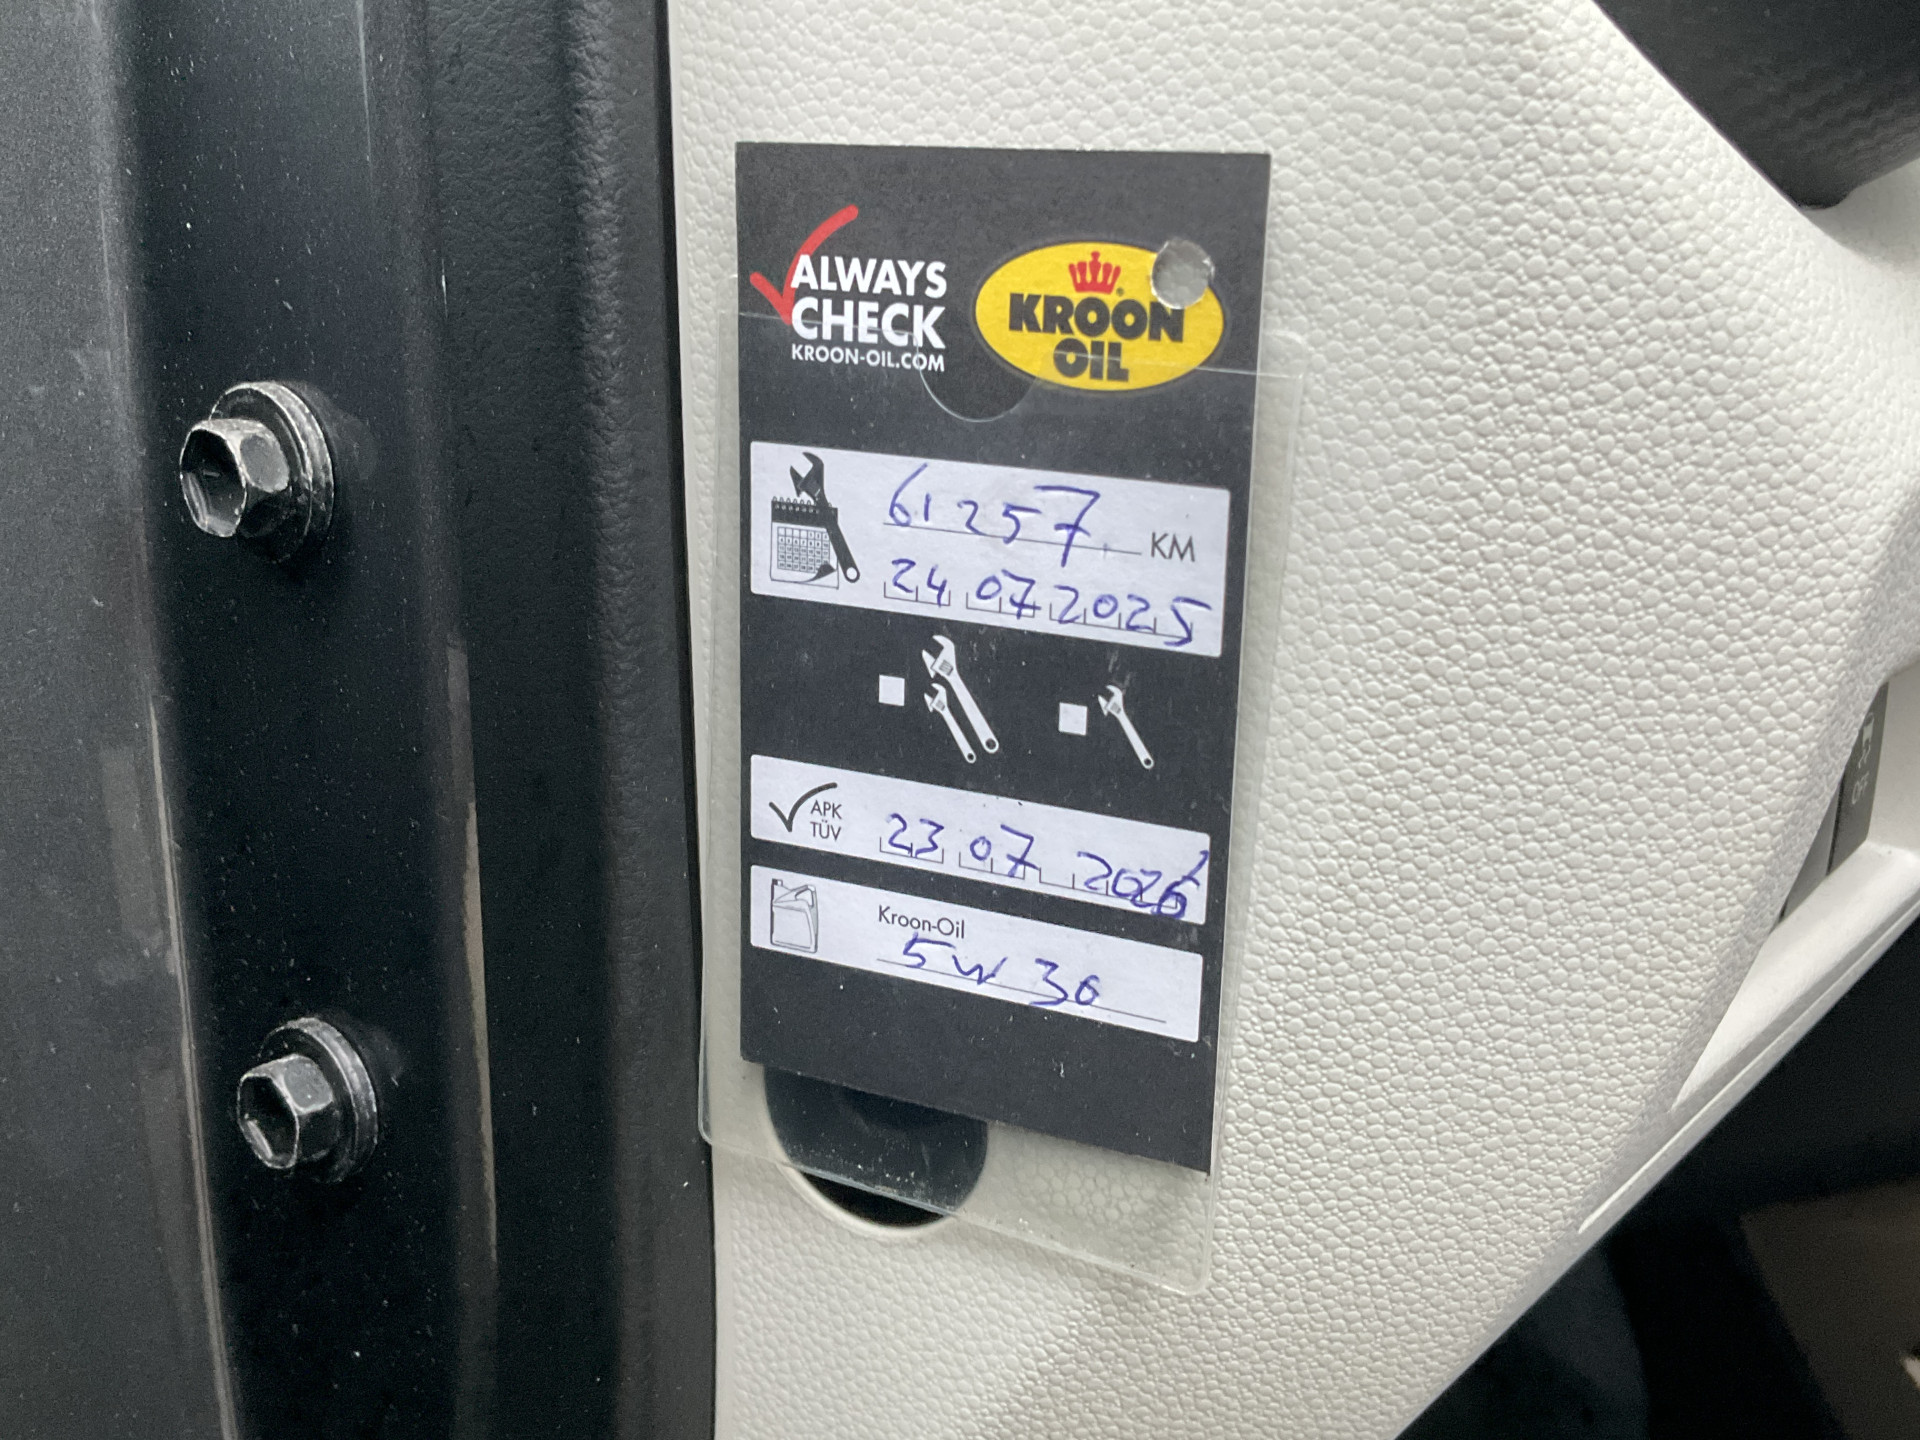 ALWAYS
CHECK
KROON-OIL.COM
KROON
OIL
61257 KM
24 07 2025
APK
TÜV
23 07 2026
Kroon-Oil
5w30
OFF